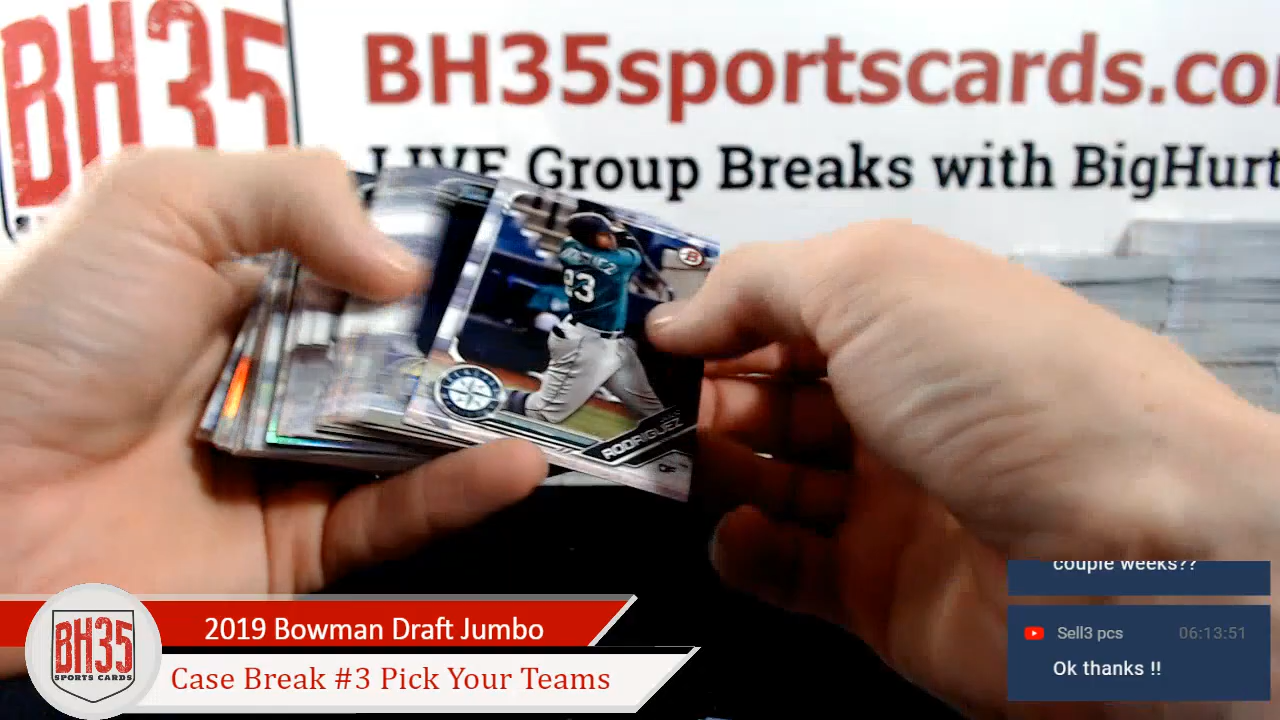 BH35
BH35sportscards.co
LIVE Group Breaks with BigHurt
23
RODRIGUEZ
couple weeks??
Sell3 pcs 06:13:51
Ok thanks !!
BH35
SPORTS CARDS
2019 Bowman Draft Jumbo
Case Break #3 Pick Your Teams